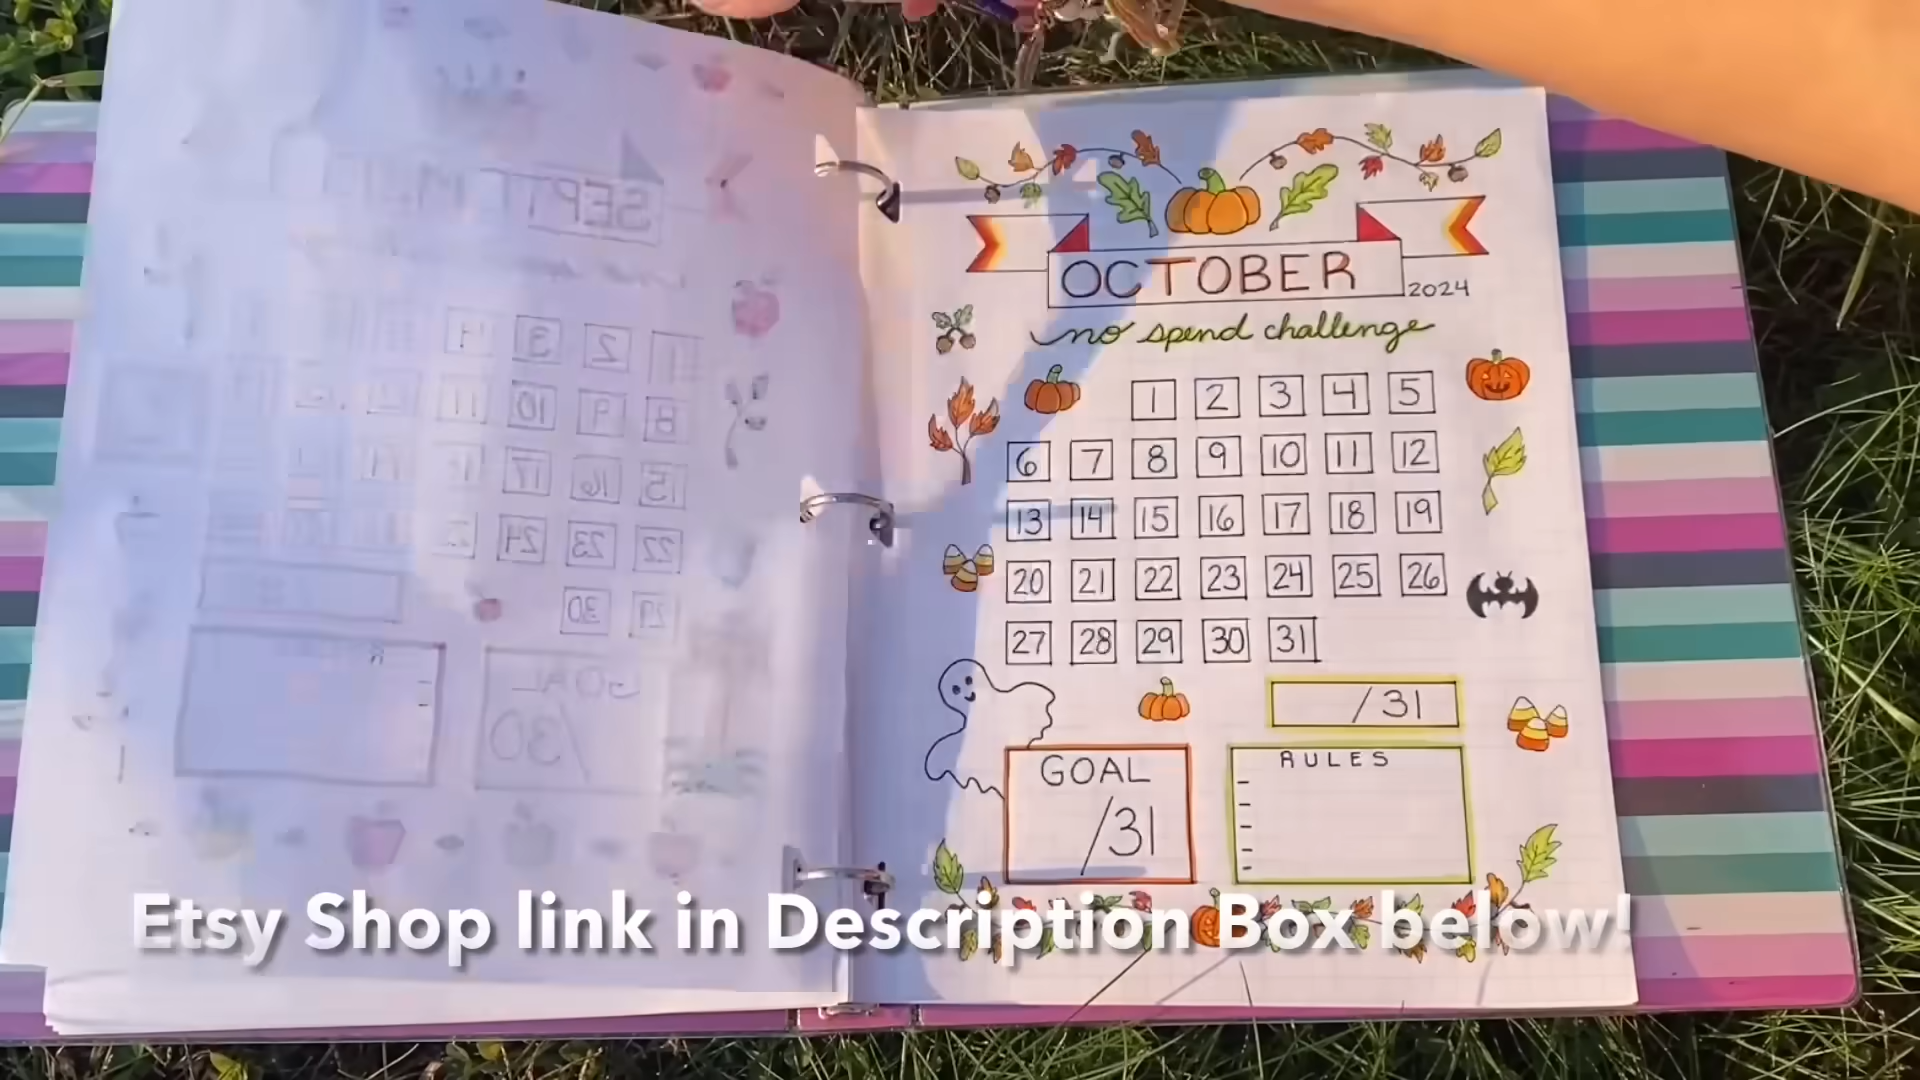 OCTOBER
2024
no spend challenge
1 2 3 4 5
6 7 8 9 10 11 12
13 14 15 16 17 18 19
20 21 22 23 24 25 26
27 28 29 30 31
/31
GOAL
/31
RULES
Etsy Shop link in Description Box below!